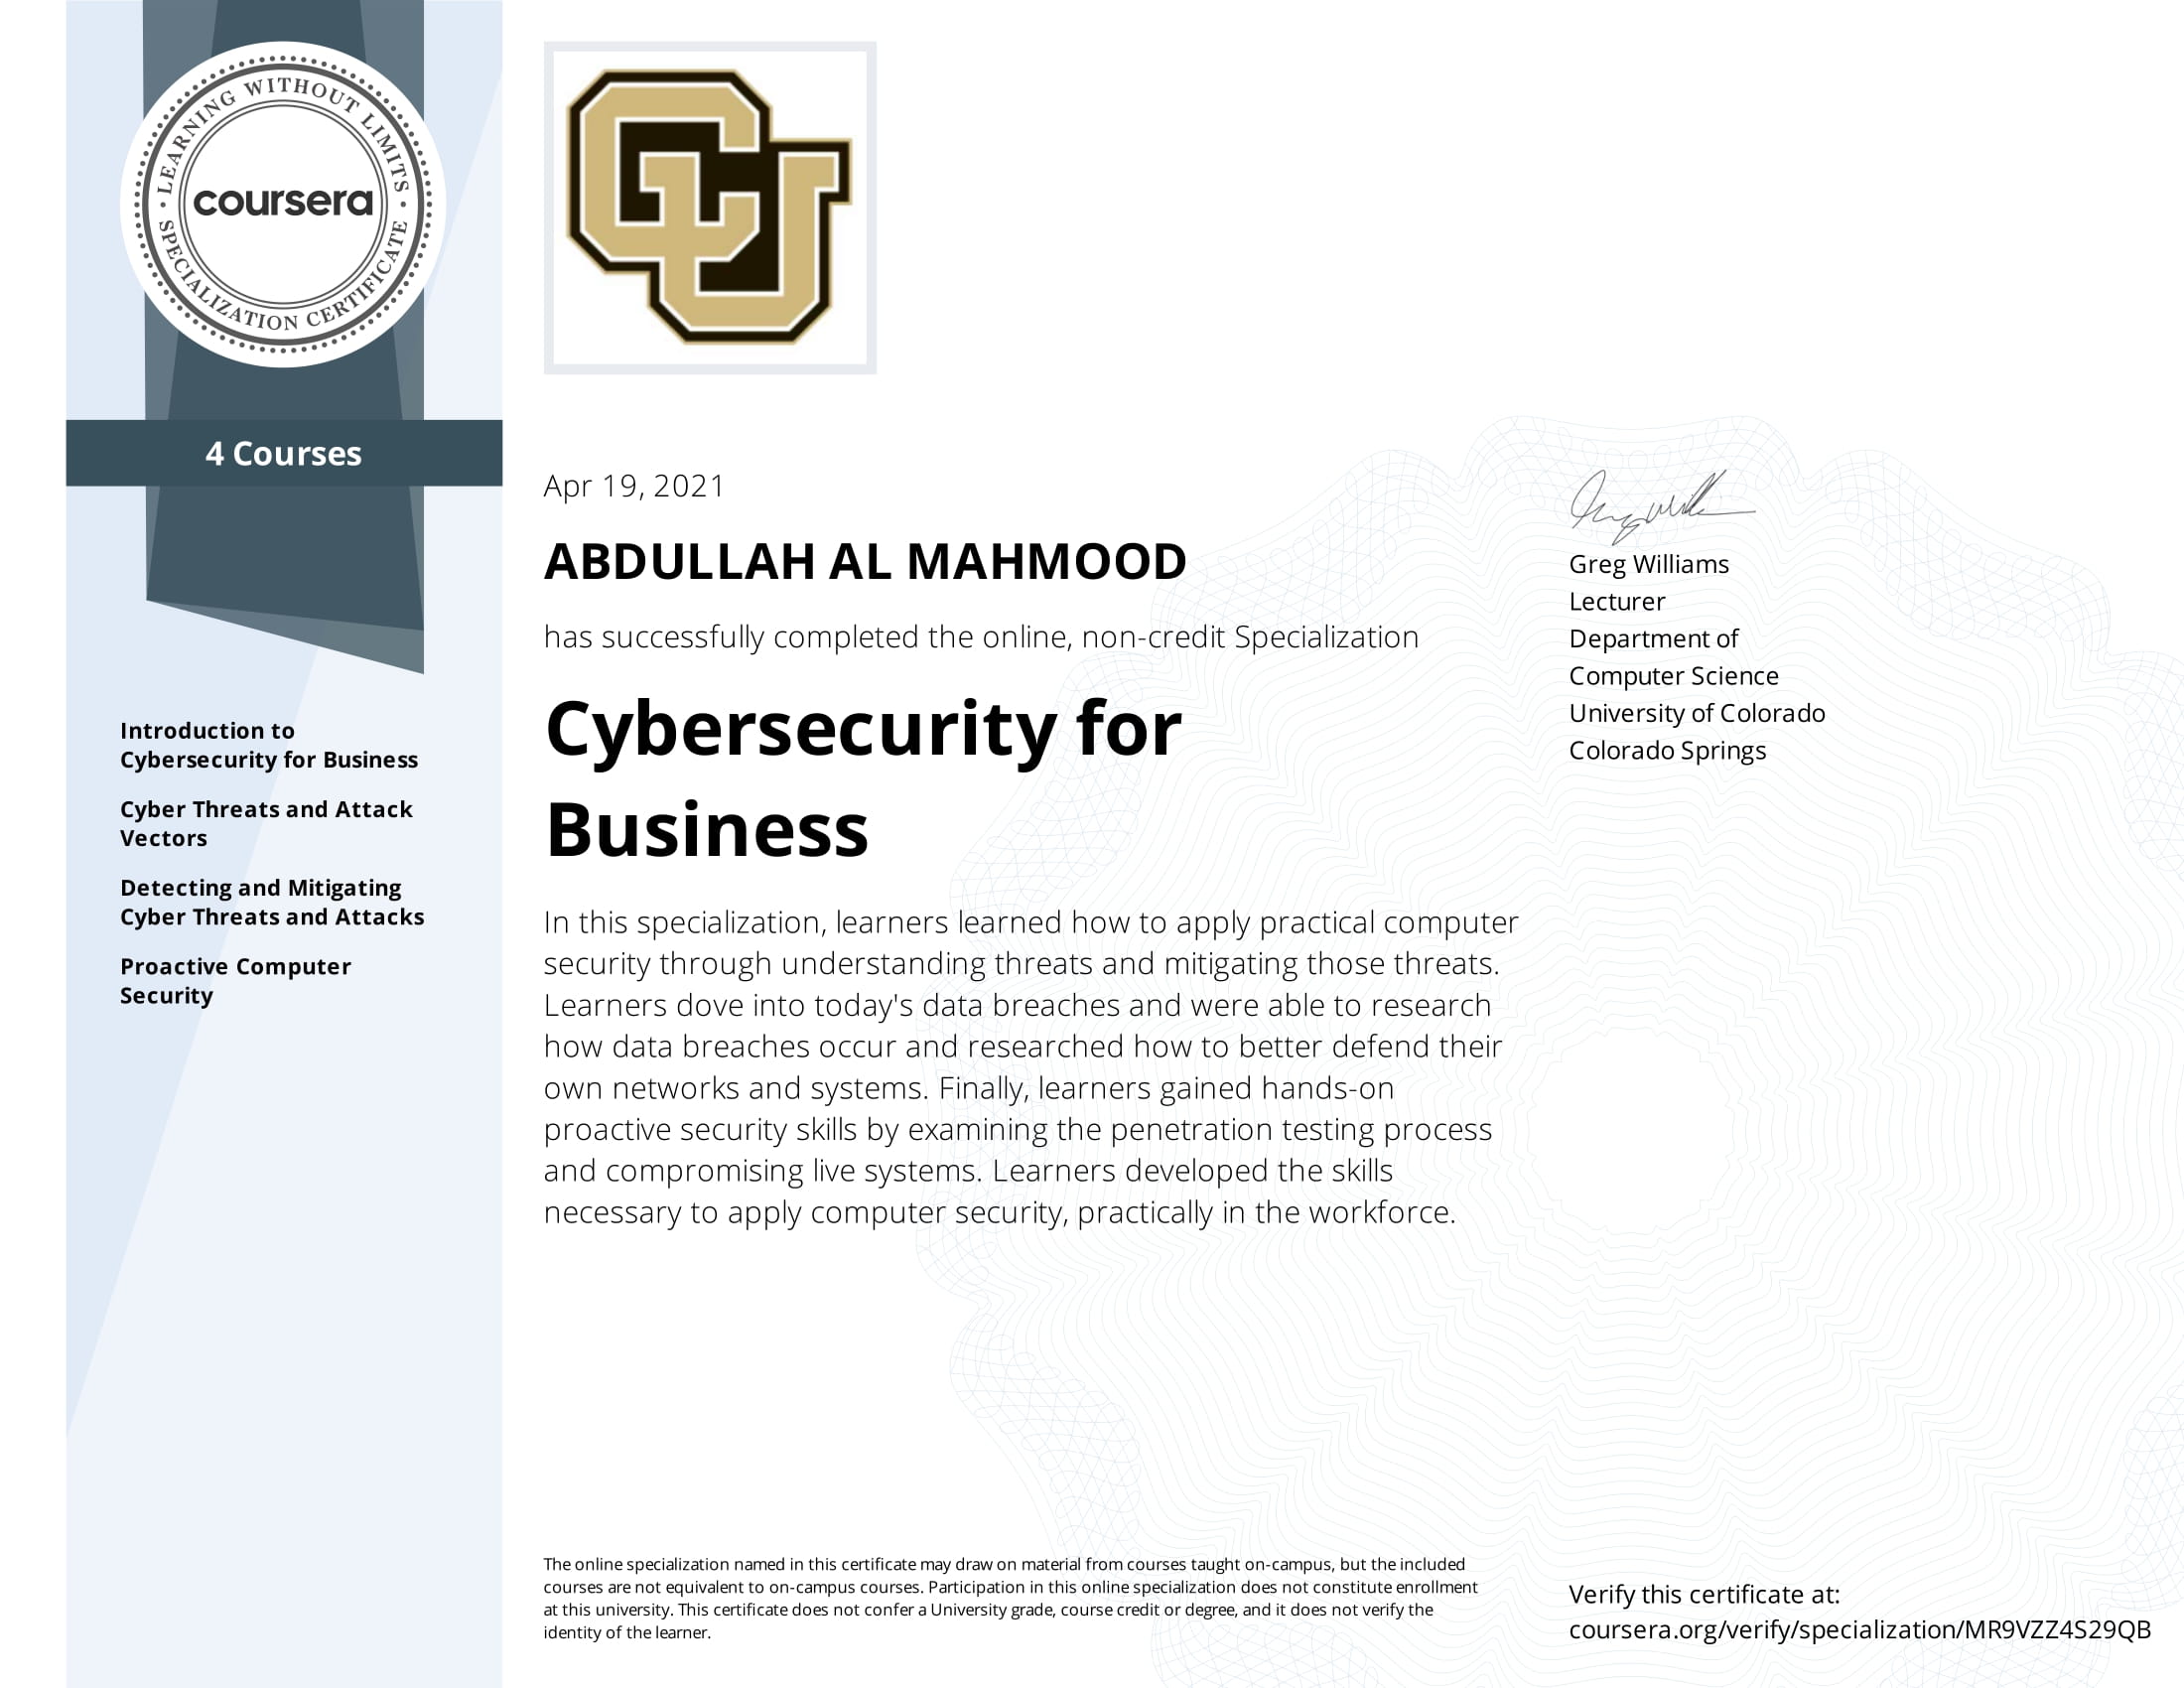 LEARNING WITHOUT LIMITS
coursera
SPECIALIZATION CERTIFICATE
4 Courses
Introduction to
Cybersecurity for Business
Cyber Threats and Attack
Vectors
Detecting and Mitigating
Cyber Threats and Attacks
Proactive Computer
Security
CU
Apr 19, 2021
ABDULLAH AL MAHMOOD
has successfully completed the online, non-credit Specialization
Cybersecurity for
Business
In this specialization, learners learned how to apply practical computer
security through understanding threats and mitigating those threats.
Learners dove into today's data breaches and were able to research
how data breaches occur and researched how to better defend their
own networks and systems. Finally, learners gained hands-on
proactive security skills by examining the penetration testing process
and compromising live systems. Learners developed the skills
necessary to apply computer security, practically in the workforce.
Greg Williams
Lecturer
Department of
Computer Science
University of Colorado
Colorado Springs
The online specialization named in this certificate may draw on material from courses taught on-campus, but the included
courses are not equivalent to on-campus courses. Participation in this online specialization does not constitute enrollment
at this university. This certificate does not confer a University grade, course credit or degree, and it does not verify the
identity of the learner.
Verify this certificate at:
coursera.org/verify/specialization/MR9VZZ4S29QB